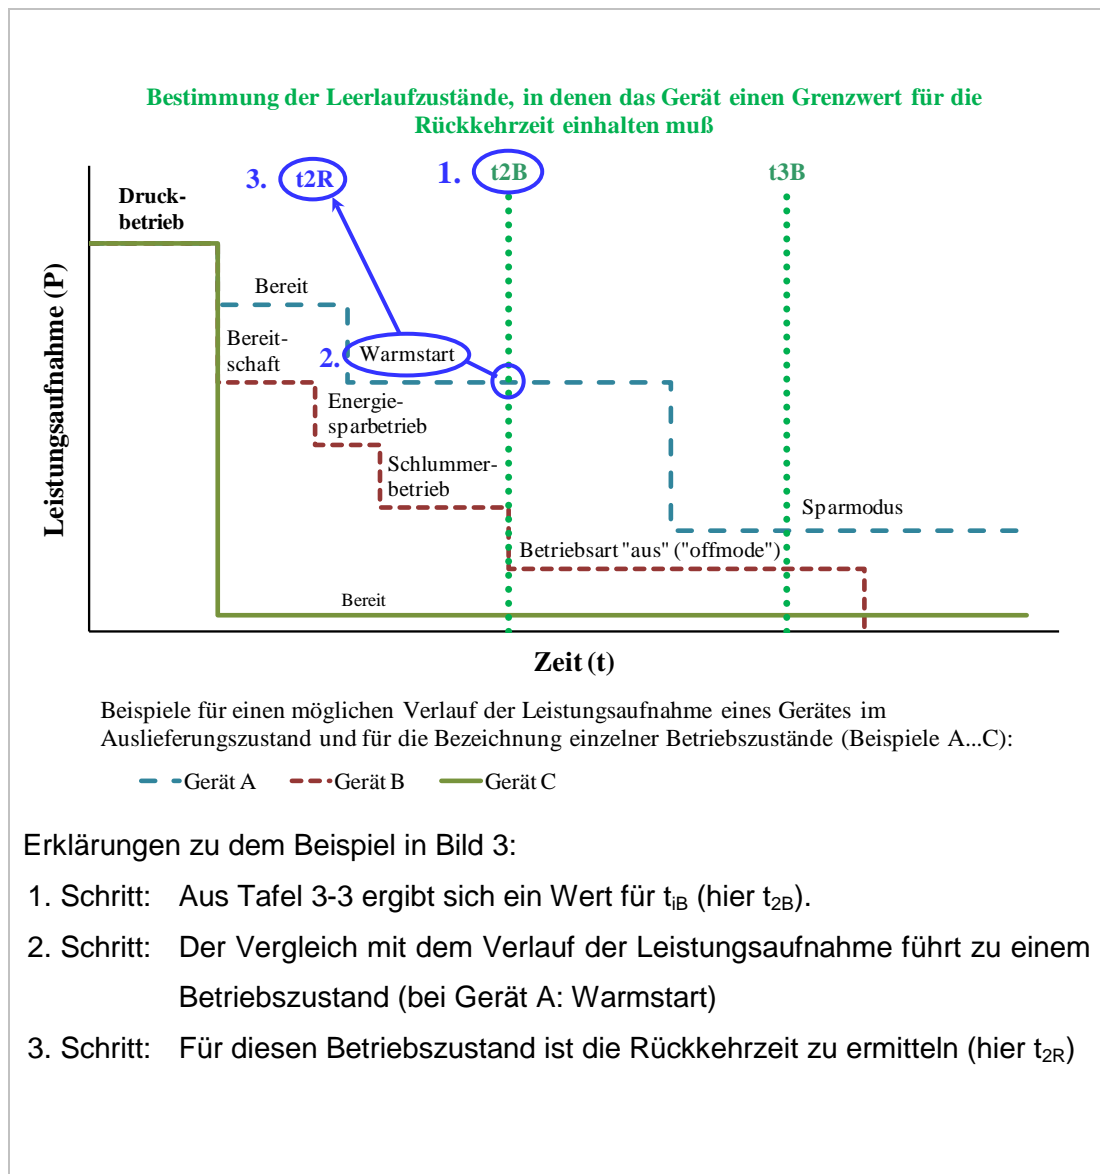 Bestimmung der Leerlaufzustände, in denen das Gerät einen Grenzwert für die
Rückkehrzeit einhalten muß
3. t2R
1. t2B
t3B
Druck-
betrieb
Leistungsaufnahme (P)
Bereit
Bereit-
schaft
2. Warmstart
Energie-
sparbetrieb
Schlummer-
betrieb
Sparmodus
Betriebsart "aus" ("offmode")
Bereit
Zeit (t)
Beispiele für einen möglichen Verlauf der Leistungsaufnahme eines Gerätes im
Auslieferungszustand und für die Bezeichnung einzelner Betriebszustände (Beispiele A...C):
Gerät A Gerät B Gerät C
Erklärungen zu dem Beispiel in Bild 3:
1. Schritt: Aus Tafel 3-3 ergibt sich ein Wert für tiB (hier t2B).
2. Schritt: Der Vergleich mit dem Verlauf der Leistungsaufnahme führt zu einem
Betriebszustand (bei Gerät A: Warmstart)
3. Schritt: Für diesen Betriebszustand ist die Rückkehrzeit zu ermitteln (hier t2R)